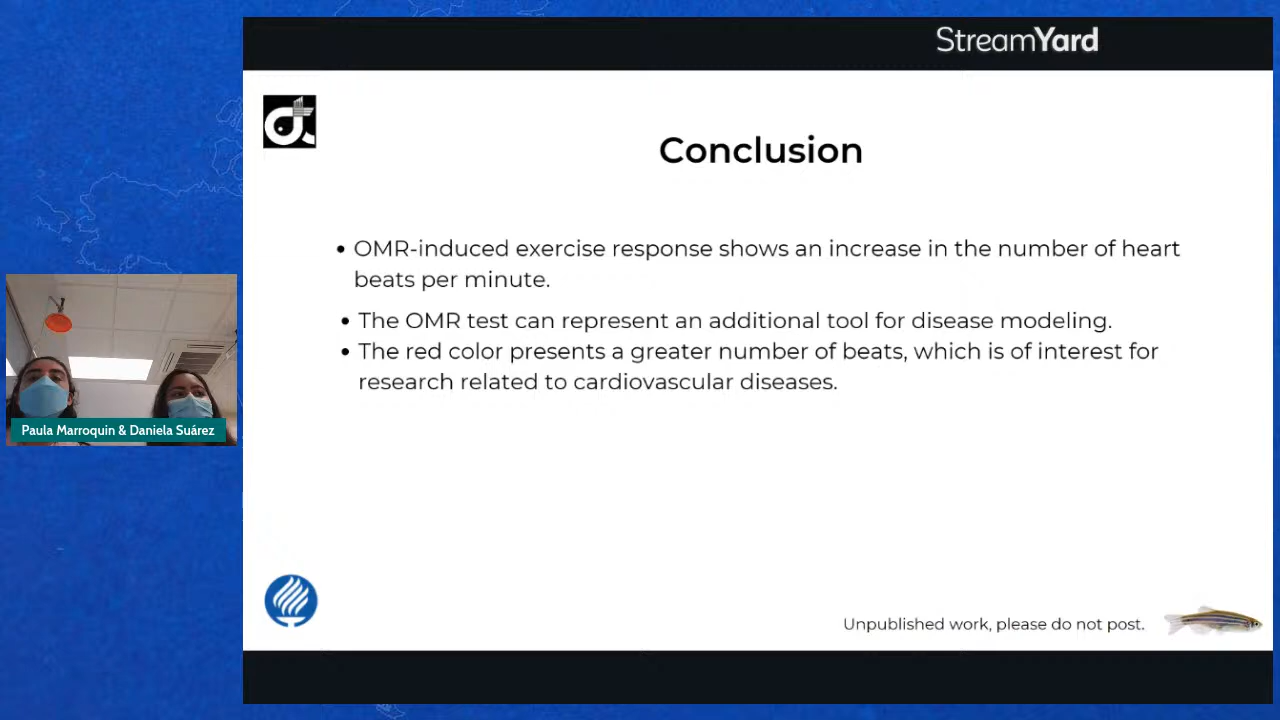 StreamYard
Conclusion
• OMR-induced exercise response shows an increase in the number of heart
beats per minute.
• The OMR test can represent an additional tool for disease modeling.
• The red color presents a greater number of beats, which is of interest for
research related to cardiovascular diseases.
Paula Marroquin & Daniela Suárez
Unpublished work, please do not post.